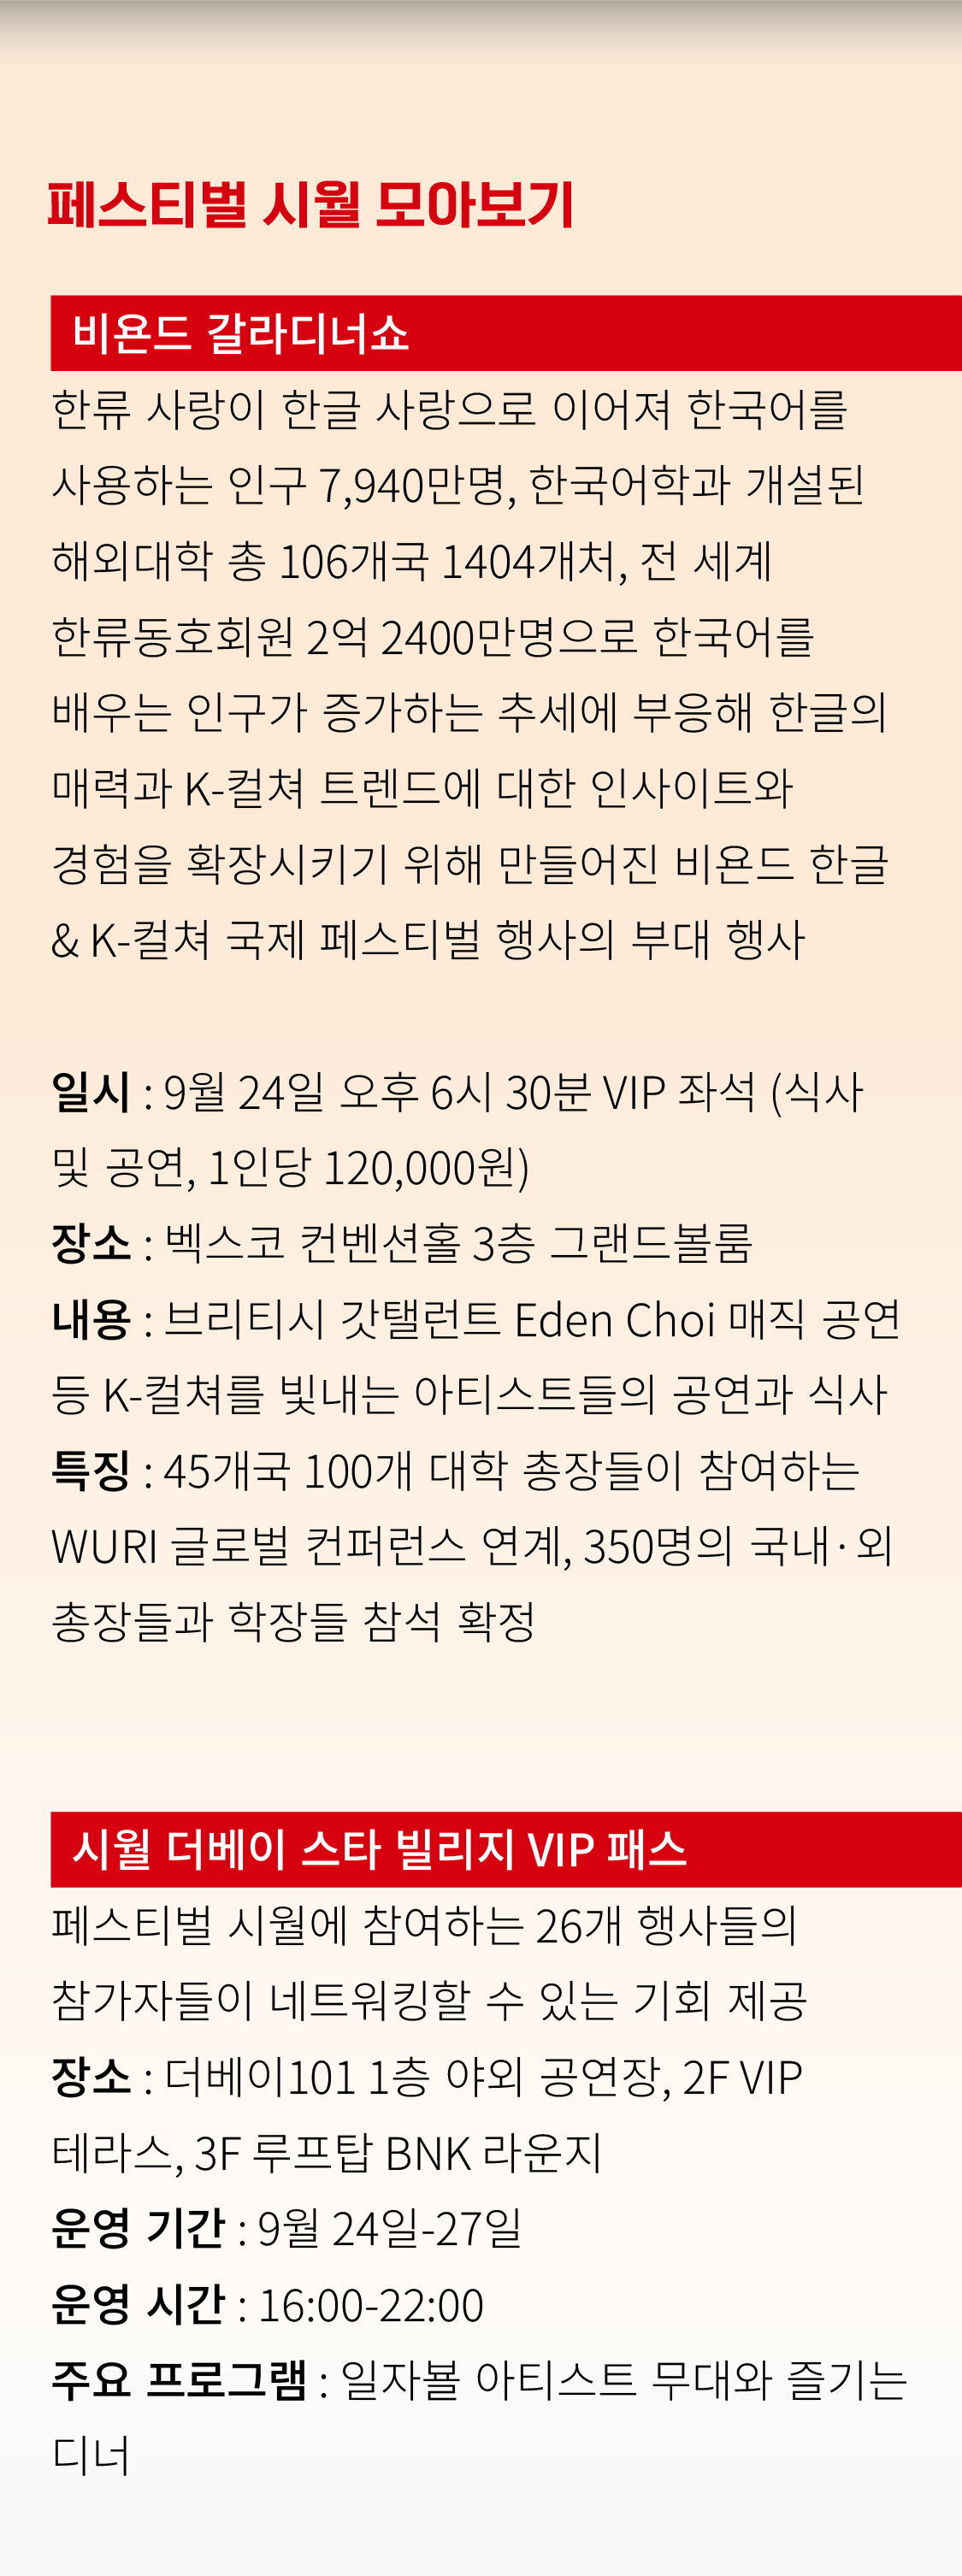 페스티벌 시월 모아보기
비욘드 갈라디너쇼
한류 사랑이 한글 사랑으로 이어져 한국어를
사용하는 인구 7,940만명, 한국어학과 개설된
해외대학 총 106개국 1404개처, 전 세계
한류동호회원 2억 2400만명으로 한국어를
배우는 인구가 증가하는 추세에 부응해 한글의
매력과 K-컬쳐 트렌드에 대한 인사이트와
경험을 확장시키기 위해 만들어진 비욘드 한글
& K-컬쳐 국제 페스티벌 행사의 부대 행사
일시 : 9월 24일 오후 6시 30분 VIP 좌석 (식사
및 공연, 1인당 120,000원)
장소 : 벡스코 컨벤션홀 3층 그랜드볼룸
내용 : 브리티시 갓탤런트 Eden Choi 매직 공연
등 K-컬쳐를 빛내는 아티스트들의 공연과 식사
특징 : 45개국 100개 대학 총장들이 참여하는
WURI 글로벌 컨퍼런스 연계, 350명의 국내·외
총장들과 학장들 참석 확정
시월 더베이 스타 빌리지 VIP 패스
페스티벌 시월에 참여하는 26개 행사들의
참가자들이 네트워킹할 수 있는 기회 제공
장소 : 더베이101 1층 야외 공연장, 2F VIP
테라스, 3F 루프탑 BNK 라운지
운영 기간 : 9월 24일-27일
운영 시간 : 16:00-22:00
주요 프로그램 : 일자뵬 아티스트 무대와 즐기는
디너